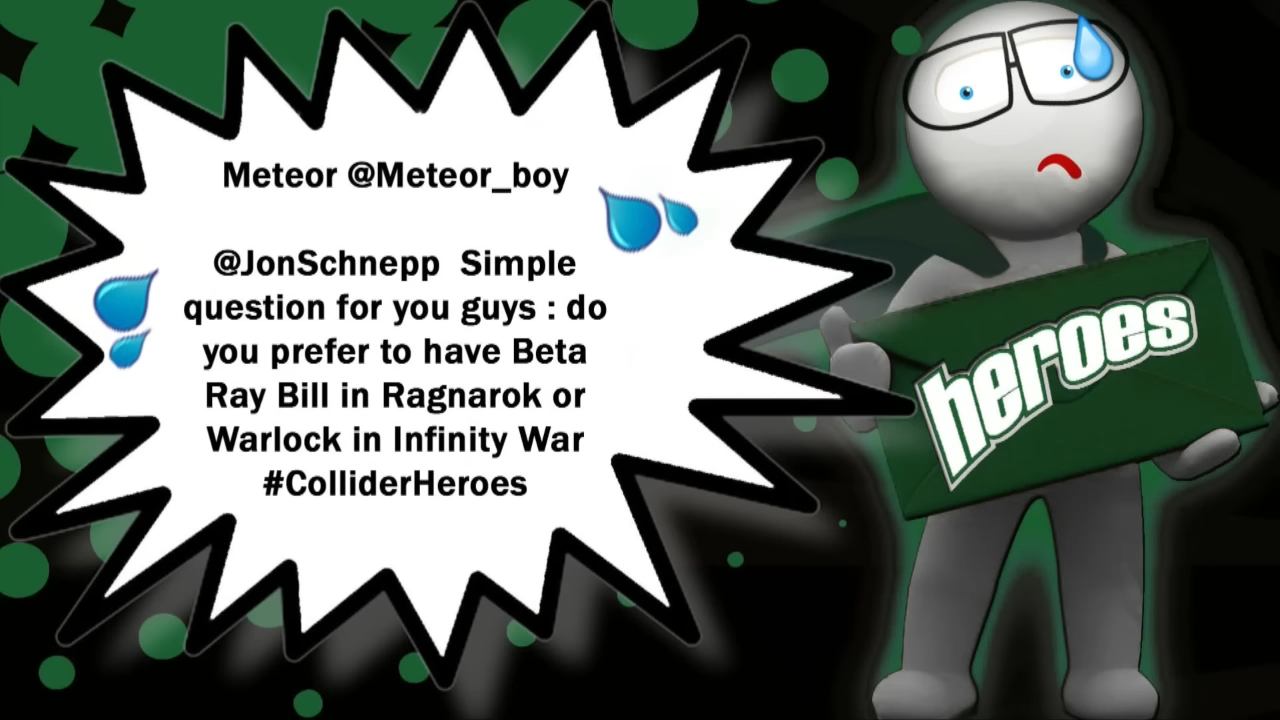 Meteor @Meteor_boy
@JonSchnepp Simple
question for you guys : do
you prefer to have Beta
Ray Bill in Ragnarok or
Warlock in Infinity War
#ColliderHeroes
heroes